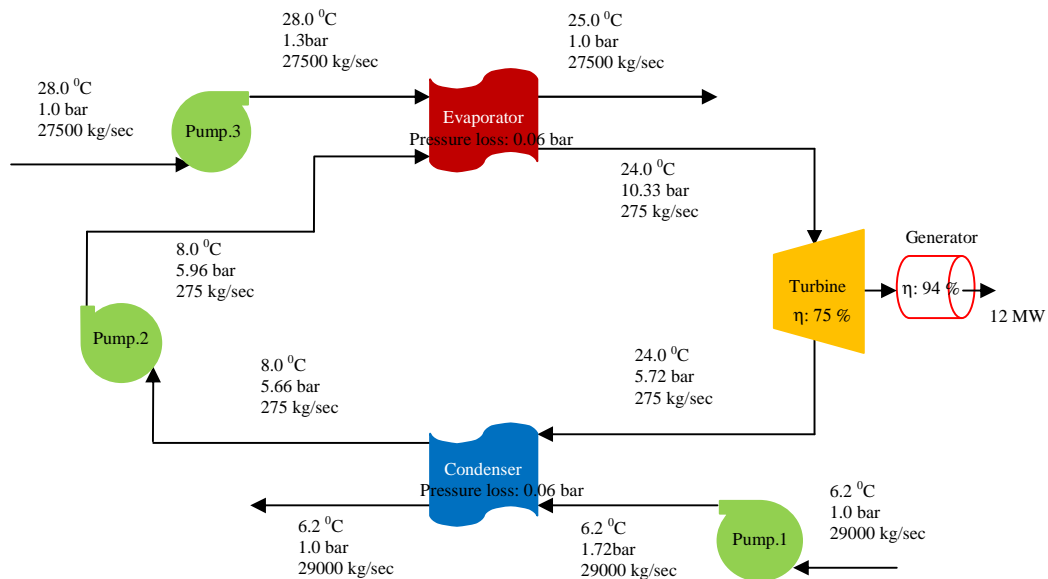 28.0 ⁰C
1.3bar
27500 kg/sec
25.0 ⁰C
1.0 bar
27500 kg/sec
28.0 ⁰C
1.0 bar
27500 kg/sec
Pump.3
Evaporator
Pressure loss: 0.06 bar
24.0 ⁰C
10.33 bar
275 kg/sec
8.0 ⁰C
5.96 bar
275 kg/sec
Generator
η: 94 %
12 MW
Turbine
η: 75 %
Pump.2
8.0 ⁰C
5.66 bar
275 kg/sec
24.0 ⁰C
5.72 bar
275 kg/sec
Condenser
Pressure loss: 0.06 bar
6.2 ⁰C
1.0 bar
29000 kg/sec
6.2 ⁰C
1.72bar
29000 kg/sec
Pump.1
6.2 ⁰C
1.0 bar
29000 kg/sec